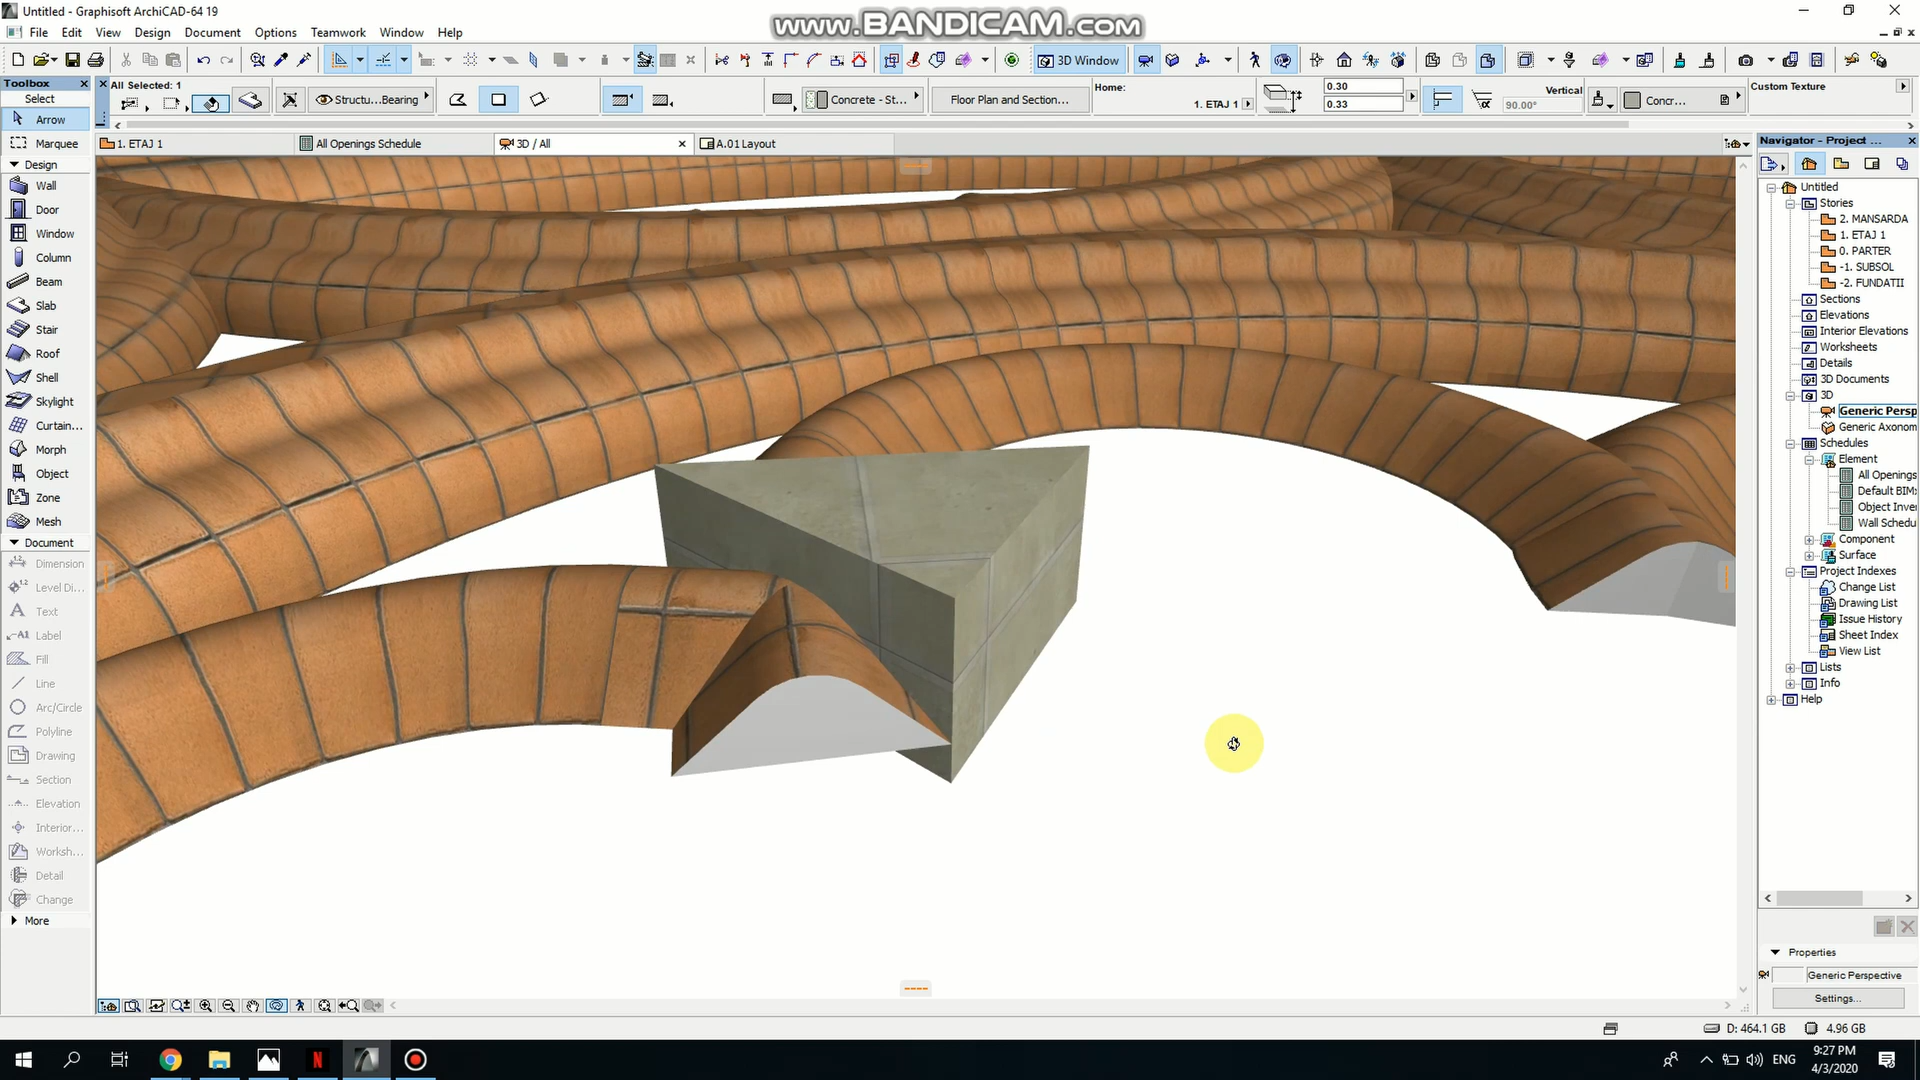 Untitled - Graphisoft ArchiCAD-64 19
www.BANDICAM.com
File Edit View Design Document Options Teamwork Window Help
3D Window
Toolbox
All Selected: 1
Structu...Bearing
Concrete - St...
Floor Plan and Section...
Home:
1. ETAJ 1
0.30
0.33
Vertical
90.00°
Concr...
Custom Texture
Select
Arrow
Marquee
Design
Wall
Door
Window
Column
Beam
Slab
Stair
Roof
Shell
Skylight
Curtain...
Morph
Object
Zone
Mesh
Document
Dimension
Level Di...
Text
A1 Label
Fill
Line
Arc/Circle
Polyline
Drawing
Section
Elevation
Interior...
Worksh...
Detail
Change
More
1. ETAJ 1
All Openings Schedule
3D / All
A.01 Layout
Navigator - Project ...
Untitled
Stories
2. MANSARDA
1. ETAJ 1
0. PARTER
-1. SUBSOL
-2. FUNDATII
Sections
Elevations
Interior Elevations
Worksheets
Details
3D Documents
3D
Generic Persp
Generic Axonom
Schedules
Element
All Openings
Default BIMx
Object Inve
Wall Schedu
Component
Surface
Project Indexes
Change List
Drawing List
Issue History
Sheet Index
View List
Lists
Info
Help
Properties
Generic Perspective
Settings...
D: 464.1 GB
4.96 GB
ENG
9:27 PM
4/3/2020